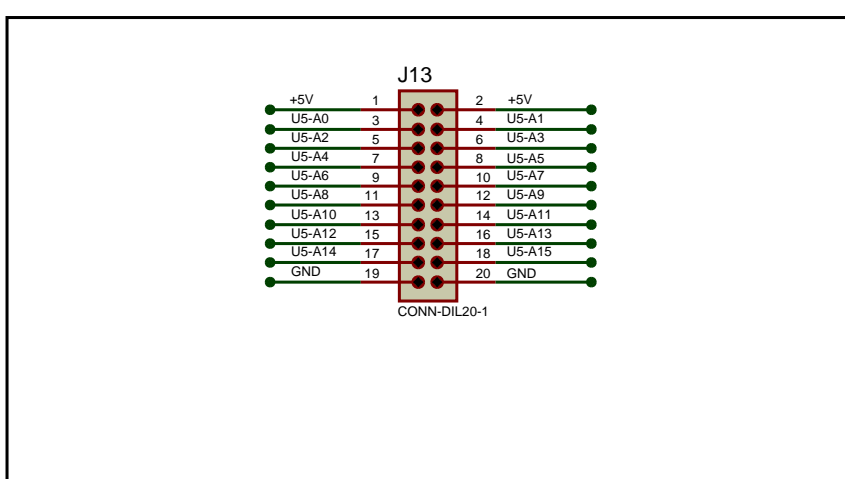 J13
+5V 1 2 +5V
U5-A0 3 4 U5-A1
U5-A2 5 6 U5-A3
U5-A4 7 8 U5-A5
U5-A6 9 10 U5-A7
U5-A8 11 12 U5-A9
U5-A10 13 14 U5-A11
U5-A12 15 16 U5-A13
U5-A14 17 18 U5-A15
GND 19 20 GND
CONN-DIL20-1